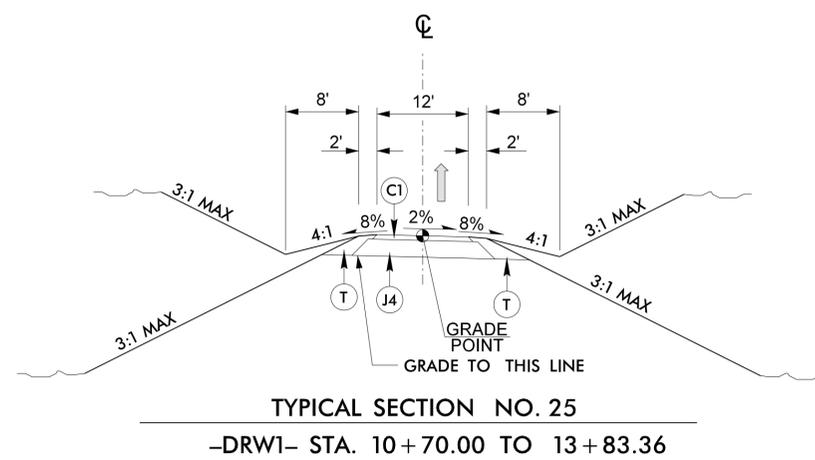 ℄
8' 12' 8'
2' 2'
C1
3:1 MAX 4:1 8% 2% 8% 4:1 3:1 MAX
T J4 T
3:1 MAX 3:1 MAX
GRADE
POINT
GRADE TO THIS LINE
TYPICAL SECTION NO. 25
–DRW1– STA. 10+70.00 TO 13+83.36